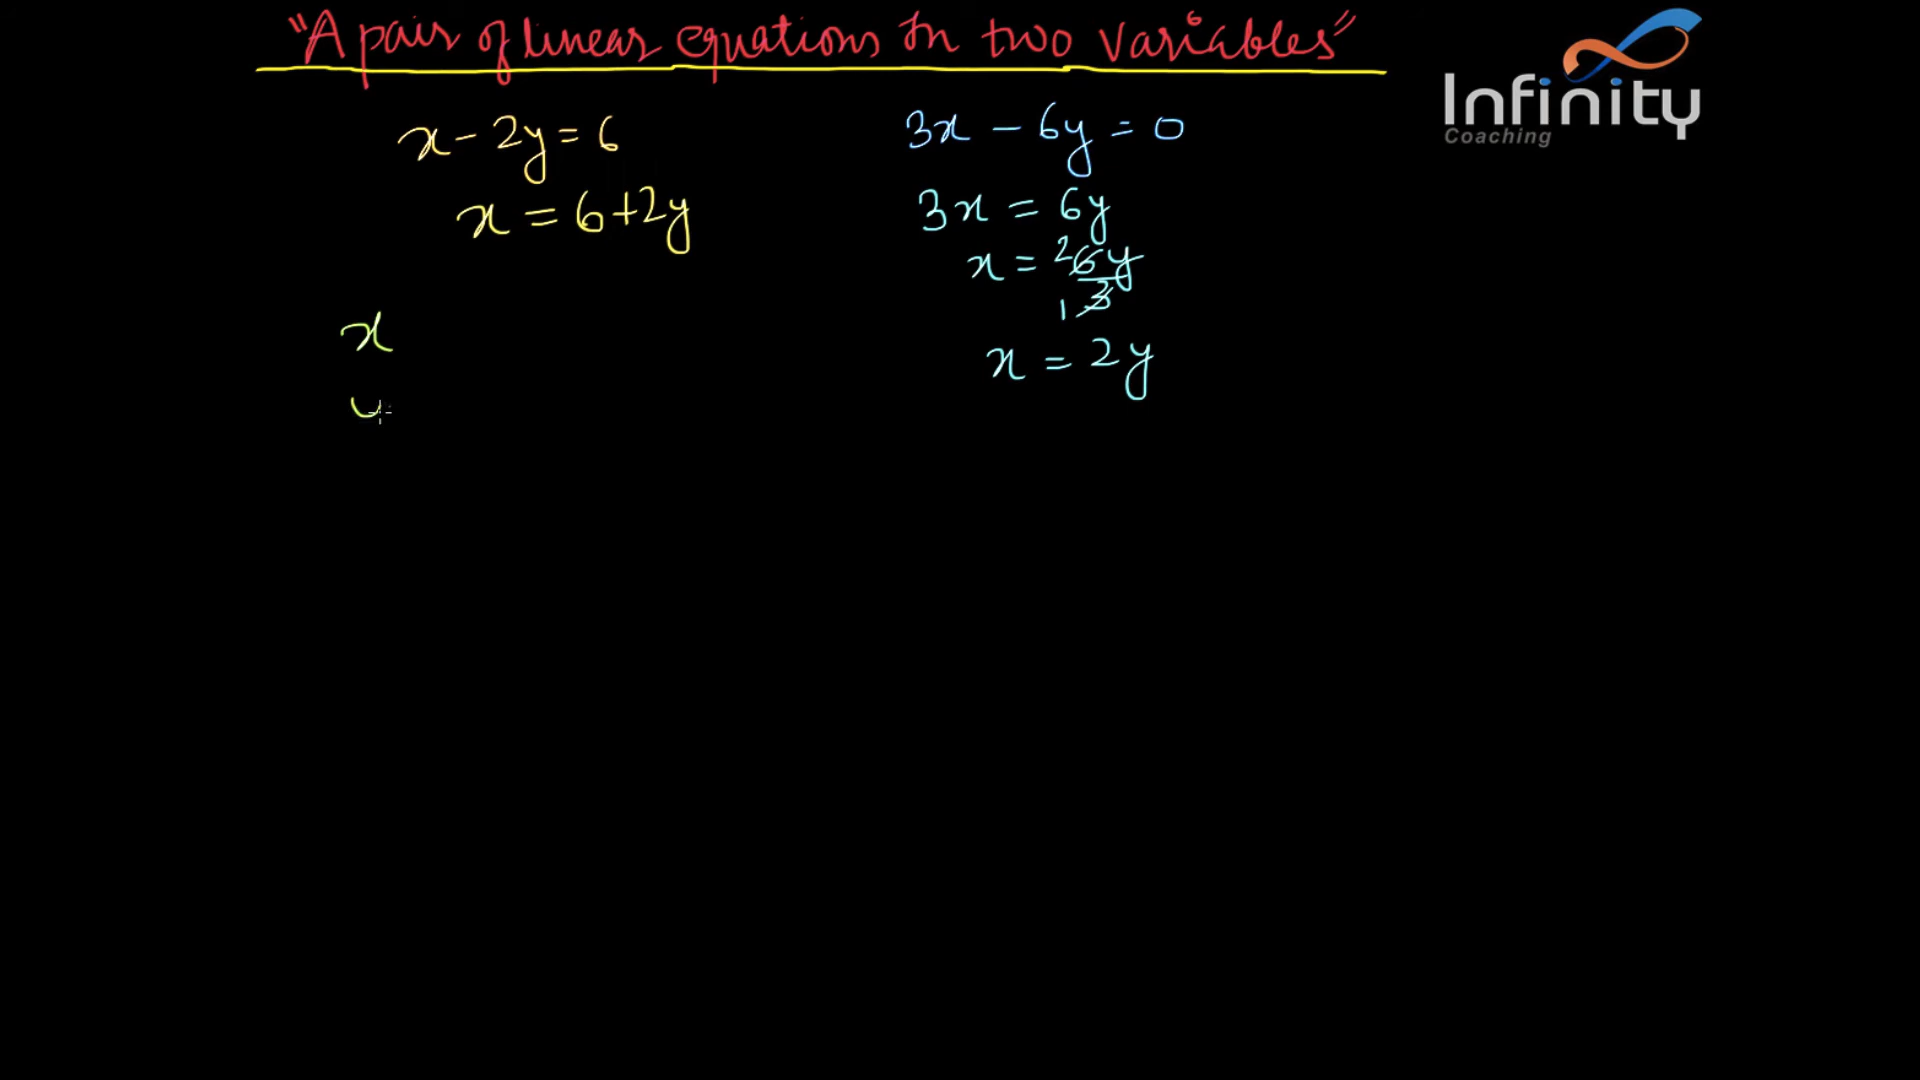 "A pair of linear equations in two variables"
Infinity
Coaching
x - 2y = 6
x = 6+2y
x
3x - 6y = 0
3x = 6y
x = 2 6y
1 3
x = 2y